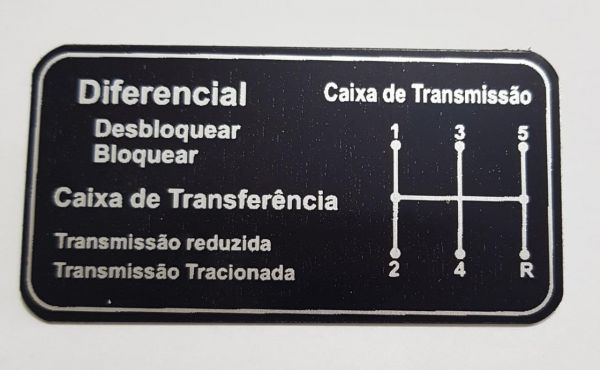 Diferencial
Desbloquear
Bloquear
Caixa de Transferência
Transmissão reduzida
Transmissão Tracionada
Caixa de Transmissão
1 3 5
2 4 R